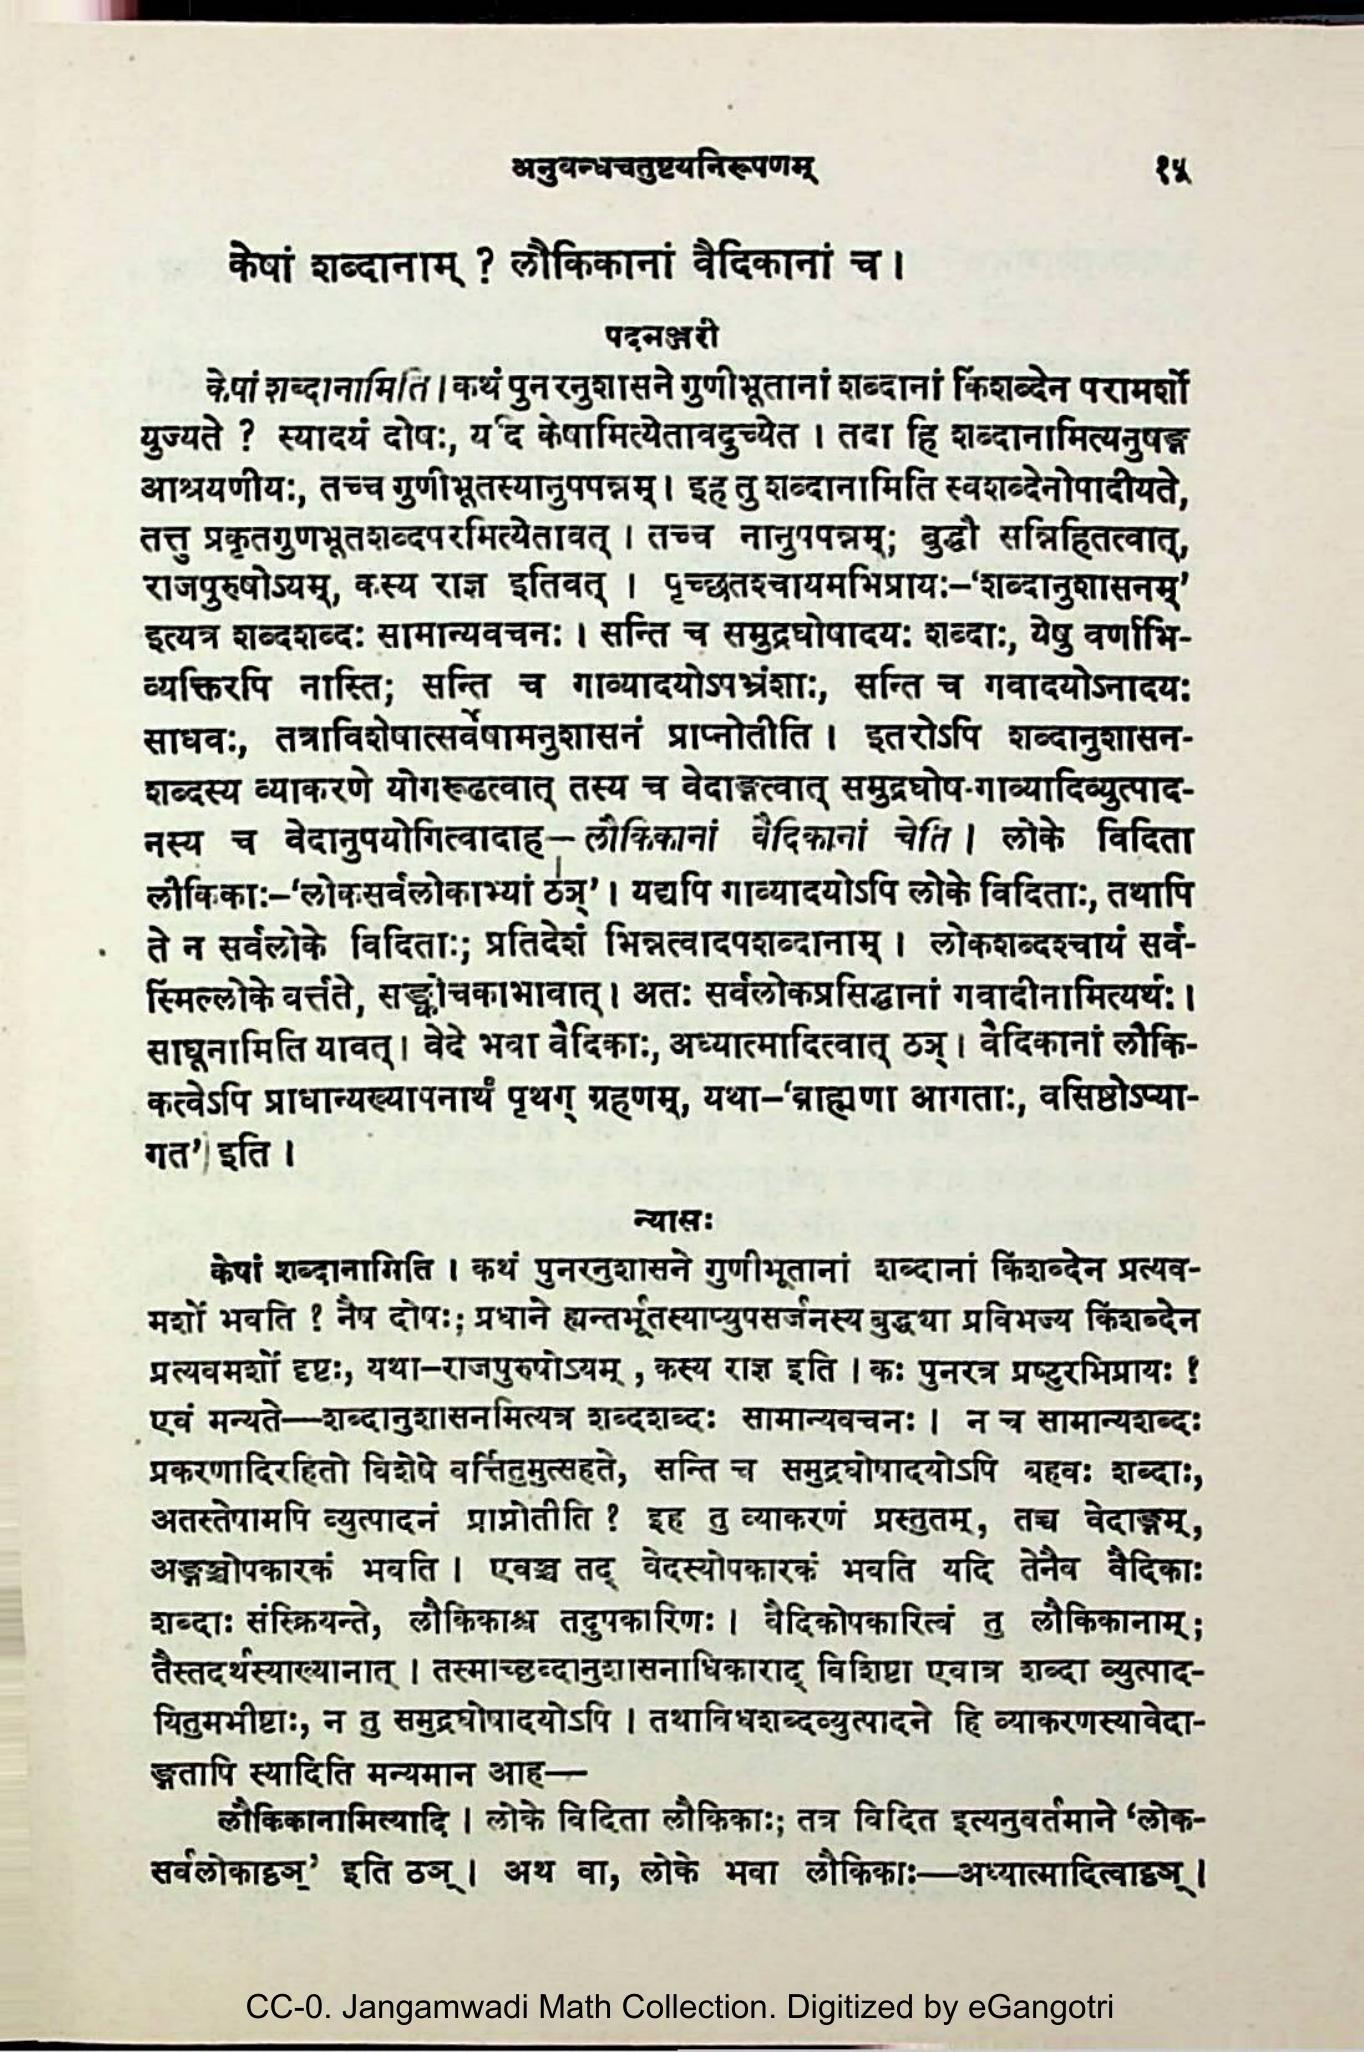 अनुबन्धचतुष्टयनिरूपणम् १५
केषां शब्दानाम् ? लौकिकानां वैदिकानां च ।
पदमञ्जरी
केषां शब्दानामिति । कथं पुनरनुशासने गुणीभूतानां शब्दानां किंशब्देन परामर्शो
युज्यते ? स्यादयं दोषः, यदि केषामित्येतावदुच्येत । तदा हि शब्दानामित्यनुषङ्ग
आश्रयणीयः, तच्च गुणीभूतस्यानुपपन्नम् । इह तु शब्दानामिति स्वशब्देनोपादीयते,
तत्तु प्रकृतगुणभूतशब्दपरमित्येतावत् । तच्च नानुपपन्नम्; बुद्धौ सन्निहितत्वात्,
राजपुरुषोऽयम्, कस्य राज्ञ इतिवत् । पृच्छतश्चायमभिप्रायः–‘शब्दानुशासनम्’
इत्यत्र शब्दशब्दः सामान्यवचनः । सन्ति च समुद्रघोषादयः शब्दाः, येषु वर्णाभि-
व्यक्तिरपि नास्ति; सन्ति च गाव्यादयोऽपभ्रंशाः, सन्ति च गवादयोऽनादयः
साधवः, तत्राविशेषात्सर्वेषामनुशासनं प्राप्नोतीति । इतरोऽपि शब्दानुशासन-
शब्दस्य व्याकरणे योगरूढत्वात् तस्य च वेदाङ्गत्वात् समुद्रघोष-गाव्यादिव्युत्पाद-
नस्य च वेदानुपयोगित्वादाह– लौकिकानां वैदिकानां चेति । लोके विदिता
लौकिकाः–‘लोकसर्वलोकाभ्यां ठञ्’ । यद्यपि गाव्यादयोऽपि लोके विदिताः, तथापि
ते न सर्वलोके विदिताः; प्रतिदेशं भिन्नत्वादपशब्दानाम् । लोकशब्दश्चायं सर्व-
स्मिल्लोके वर्त्तते, सङ्कोचकाभावात् । अतः सर्वलोकप्रसिद्धानां गवादीनामित्यर्थः ।
साधूनामिति यावत् । वेदे भवा वैदिकाः, अध्यात्मादित्वात् ठञ् । वैदिकानां लौकि-
कत्वेऽपि प्राधान्यख्यापनार्थं पृथग् ग्रहणम्, यथा–‘ब्राह्मणा आगताः, वसिष्ठोऽप्या-
गत’ इति ।
न्यासः
केषां शब्दानामिति । कथं पुनरनुशासने गुणीभूतानां शब्दानां किंशब्देन प्रत्यव-
मर्शो भवति ? नैष दोषः; प्रधाने ह्यन्तर्भूतस्याप्युपसर्जनस्य बुद्ध्या प्रविभज्य किंशब्देन
प्रत्यवमर्शो दृष्टः, यथा–राजपुरुषोऽयम् , कस्य राज्ञ इति । कः पुनरत्र प्रष्टुरभिप्रायः ?
एवं मन्यते—शब्दानुशासनमित्यत्र शब्दशब्दः सामान्यवचनः । न च सामान्यशब्दः
प्रकरणादिरहितो विशेषे वर्त्तितुमुत्सहते, सन्ति च समुद्रघोषादयोऽपि बहवः शब्दाः,
अतस्तेषामपि व्युत्पादनं प्राप्नोतीति ? इह तु व्याकरणं प्रस्तुतम्, तच्च वेदाङ्गम्,
अङ्गञ्चोपकारकं भवति । एवञ्च तद् वेदस्योपकारकं भवति यदि तेनैव वैदिकाः
शब्दाः संस्क्रियन्ते, लौकिकाश्च तदुपकारिणः । वैदिकोपकारित्वं तु लौकिकानाम्;
तैस्तदर्थस्याख्यानात् । तस्माच्छब्दानुशासनाधिकाराद् विशिष्टा एवात्र शब्दा व्युत्पाद-
यितुमभीष्टाः, न तु समुद्रघोषादयोऽपि । तथाविधशब्दव्युत्पादने हि व्याकरणस्यावेदा-
ङ्गतापि स्यादिति मन्यमान आह—
लौकिकानामित्यादि । लोके विदिता लौकिकाः; तत्र विदित इत्यनुवर्तमाने ‘लोक-
सर्वलोकाट्ठञ्’ इति ठञ् । अथ वा, लोके भवा लौकिकाः—अध्यात्मादित्वाट्ठञ् ।
CC-0. Jangamwadi Math Collection. Digitized by eGangotri